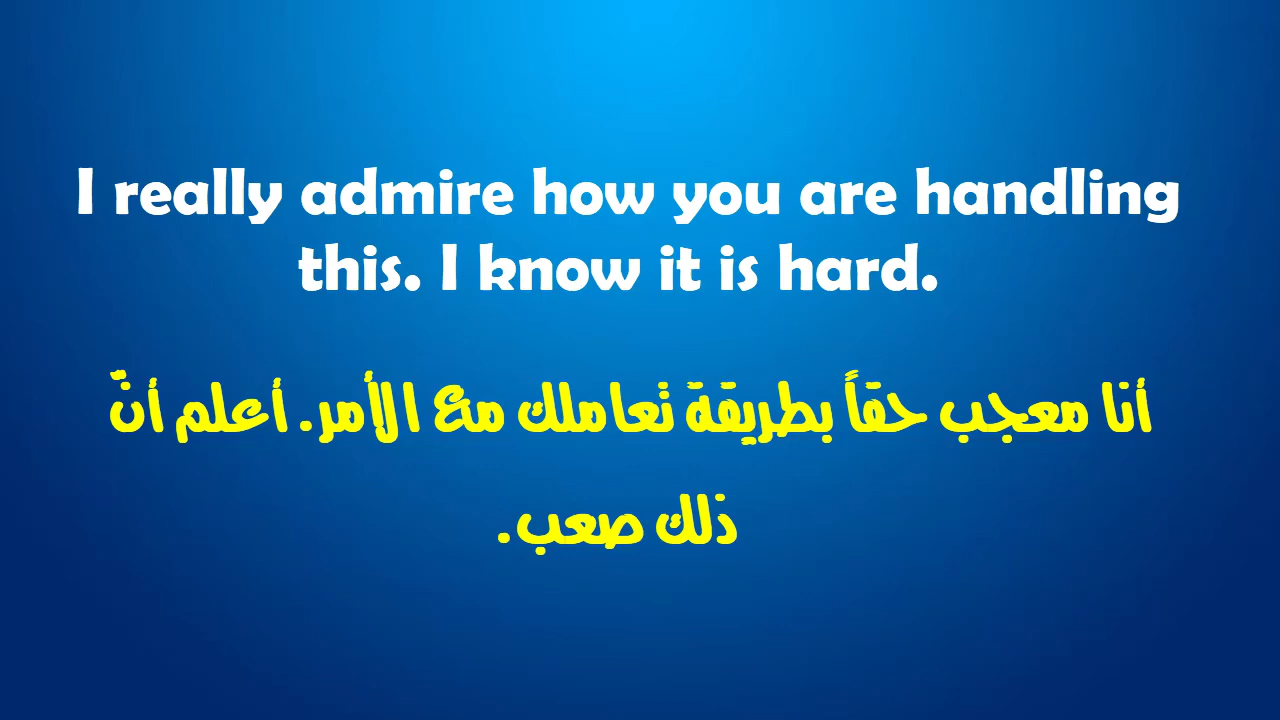 I really admire how you are handling
this. I know it is hard.
أنا معجب حقاً بطريقة تعاملك مع الأمر. أعلم أنّ
ذلك صعب.